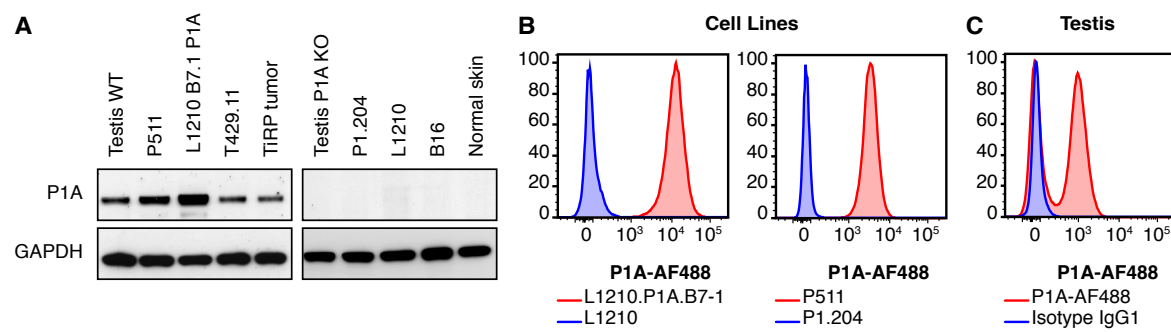 A
Testis WT
P511
L1210 B7.1 P1A
T429.11
TiRP tumor
Testis P1A KO
P1.204
L1210
B16
Normal skin
P1A
GAPDH
B
Cell Lines
100
80
60
40
20
0
0 10³ 10⁴ 10⁵
P1A-AF488
L1210.P1A.B7-1
L1210
100
80
60
40
20
0
0 10³ 10⁴ 10⁵
P1A-AF488
P511
P1.204
C
Testis
100
80
60
40
20
0
0 10³ 10⁴ 10⁵
P1A-AF488
P1A-AF488
Isotype IgG1